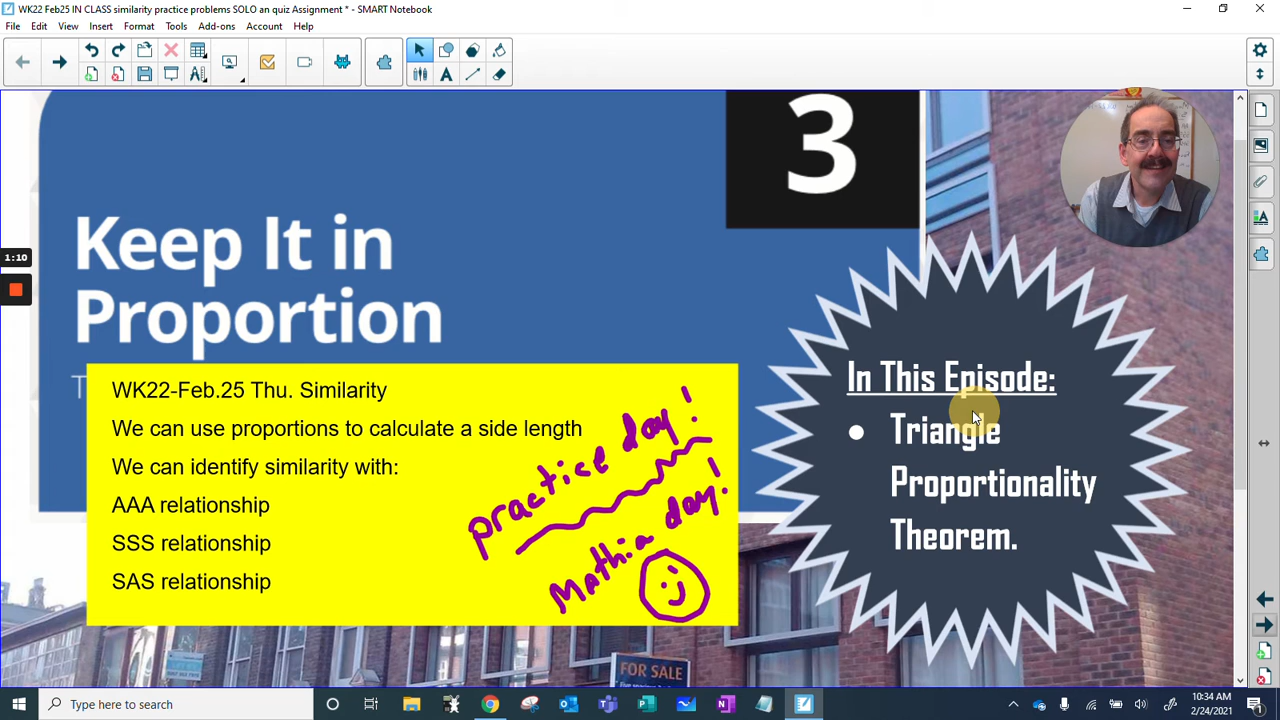 WK22 Feb25 IN CLASS similarity practice problems SOLO an quiz Assignment * - SMART Notebook
File Edit View Insert Format Tools Add-ons Account Help
3
Keep It in
Proportion
1:10
WK22-Feb.25 Thu. Similarity
We can use proportions to calculate a side length
We can identify similarity with:
AAA relationship
SSS relationship
SAS relationship
practice day!
Mathia day!
In This Episode:
• Triangle
Proportionality
Theorem.
FOR SALE
Type here to search
10:34 AM
2/24/2021